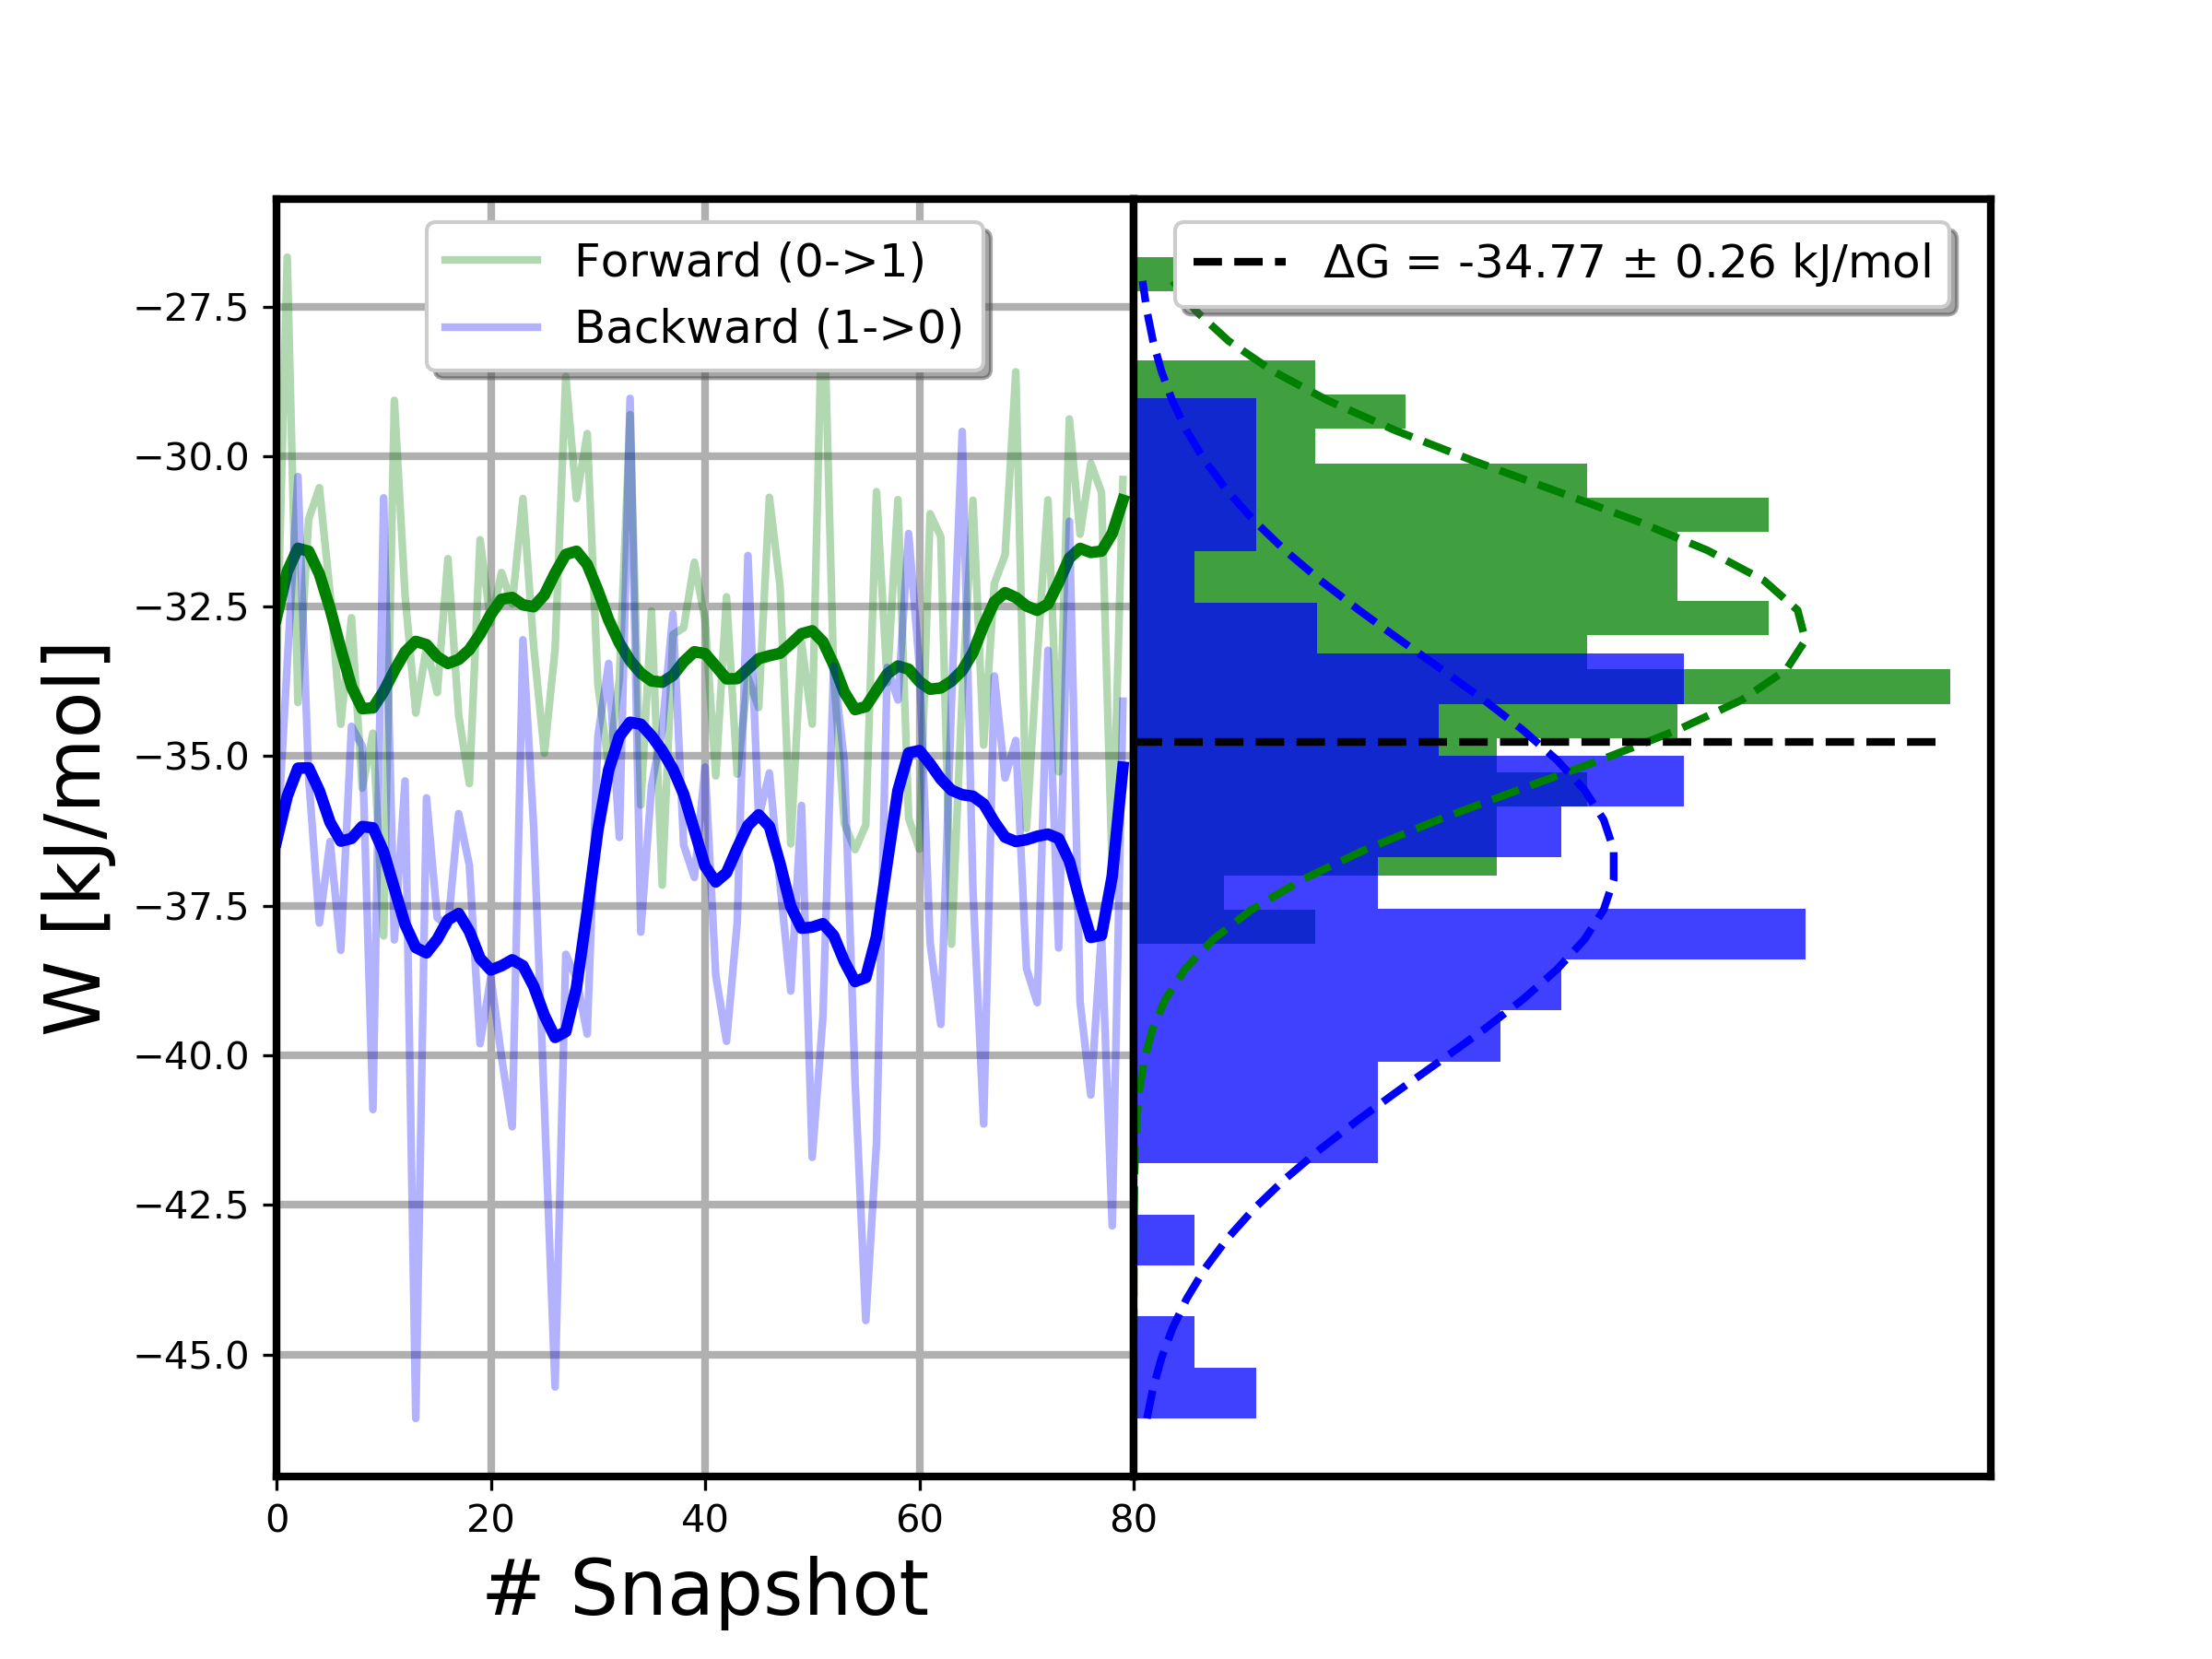 Forward (0->1)
Backward (1->0)
ΔG = -34.77 ± 0.26 kJ/mol
W [kJ/mol]
−27.5
−30.0
−32.5
−35.0
−37.5
−40.0
−42.5
−45.0
0 20 40 60 80
# Snapshot